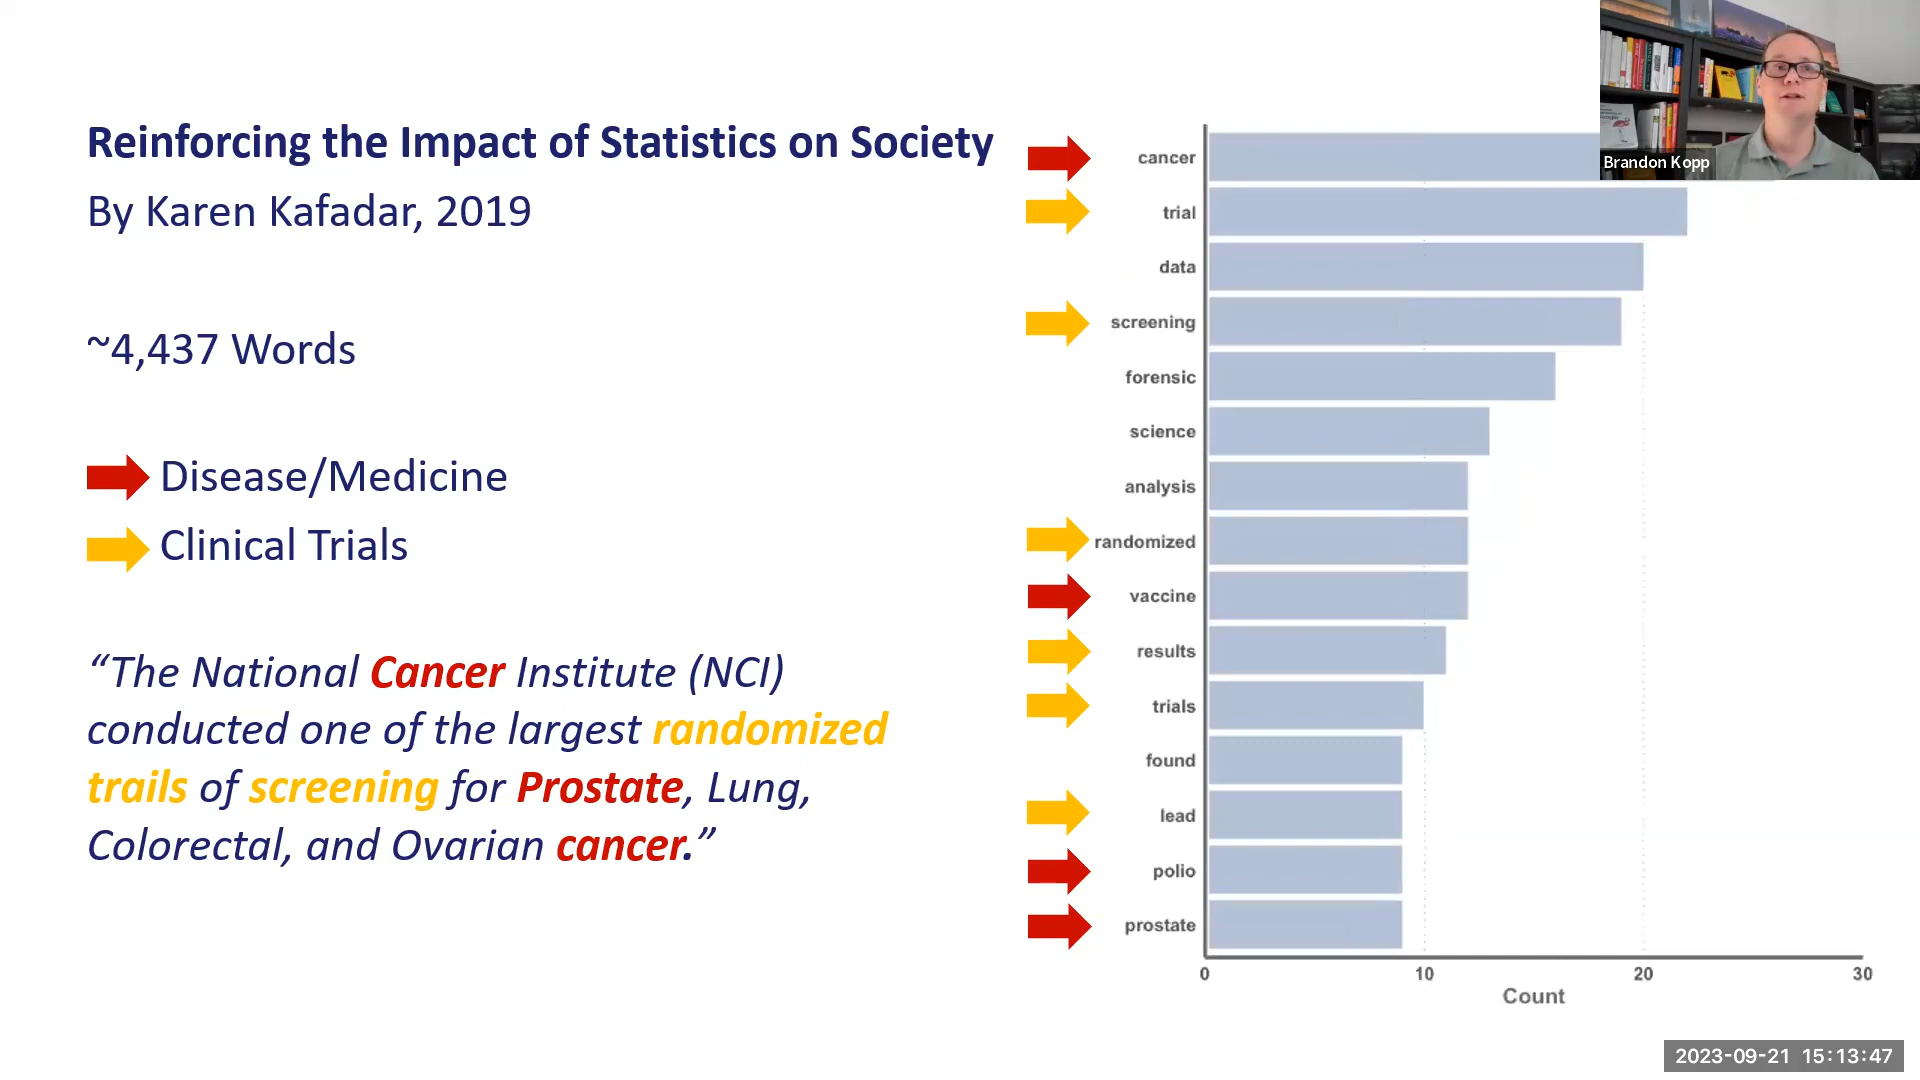 Reinforcing the Impact of Statistics on Society
By Karen Kafadar, 2019
~4,437 Words
Disease/Medicine
Clinical Trials
“The National Cancer Institute (NCI)
conducted one of the largest randomized
trails of screening for Prostate, Lung,
Colorectal, and Ovarian cancer.”
cancer
trial
data
screening
forensic
science
analysis
randomized
vaccine
results
trials
found
lead
polio
prostate
0 10 20 30
Count
Brandon Kopp
2023-09-21 15:13:47